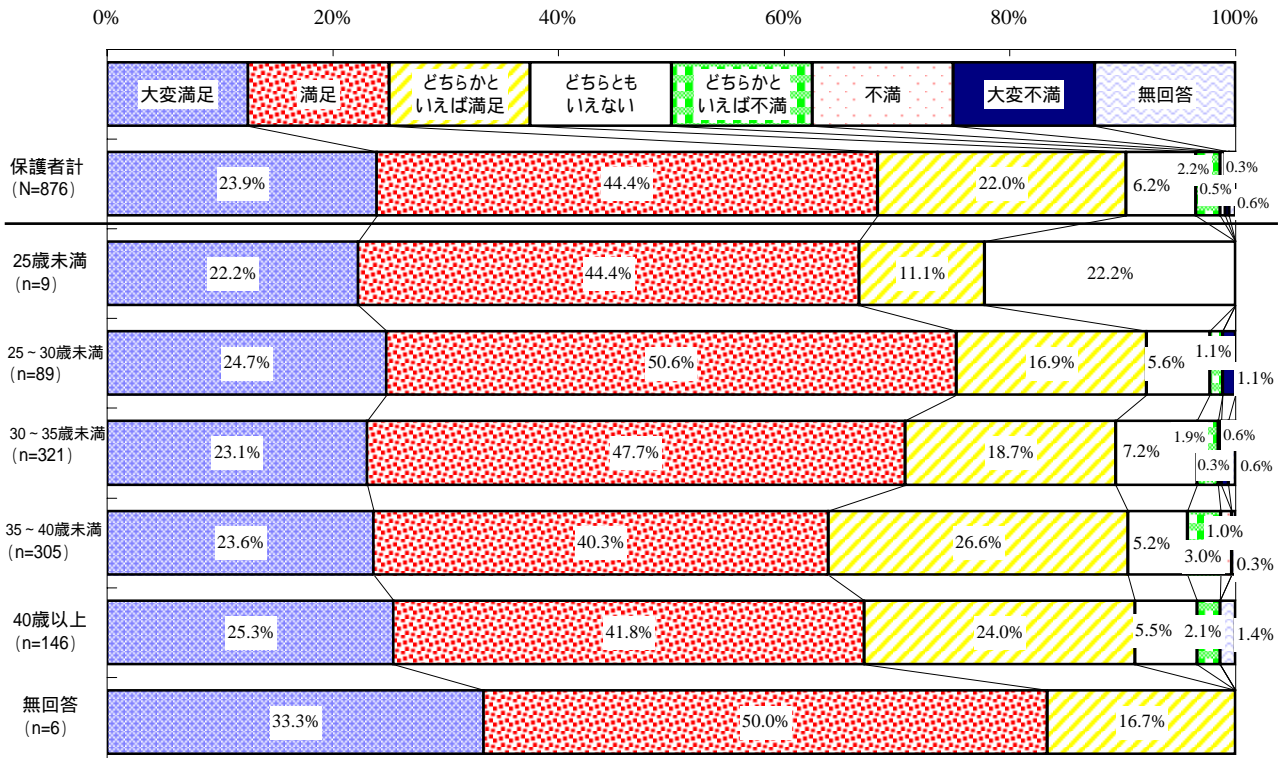 0% 20% 40% 60% 80% 100%
大変満足 満足 どちらかと いえば満足 どちらとも いえない どちらかと いえば不満 不満 大変不満 無回答
保護者計
(N=876)
23.9% 44.4% 22.0% 6.2% 2.2% 0.5% 0.3% 0.6%
25歳未満
(n=9)
22.2% 44.4% 11.1% 22.2%
25~30歳未満
(n=89)
24.7% 50.6% 16.9% 5.6% 1.1% 1.1%
30~35歳未満
(n=321)
23.1% 47.7% 18.7% 7.2% 1.9% 0.3% 0.6% 0.6%
35~40歳未満
(n=305)
23.6% 40.3% 26.6% 5.2% 3.0% 1.0% 0.3%
40歳以上
(n=146)
25.3% 41.8% 24.0% 5.5% 2.1% 1.4%
無回答
(n=6)
33.3% 50.0% 16.7%